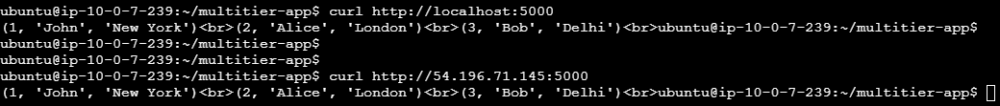 ubuntu@ip-10-0-7-239:~/multitier-app$ curl http://localhost:5000
(1, 'John', 'New York')<br>(2, 'Alice', 'London')<br>(3, 'Bob', 'Delhi')<br>ubuntu@ip-10-0-7-239:~/multitier-app$
ubuntu@ip-10-0-7-239:~/multitier-app$
ubuntu@ip-10-0-7-239:~/multitier-app$
ubuntu@ip-10-0-7-239:~/multitier-app$ curl http://54.196.71.145:5000
(1, 'John', 'New York')<br>(2, 'Alice', 'London')<br>(3, 'Bob', 'Delhi')<br>ubuntu@ip-10-0-7-239:~/multitier-app$